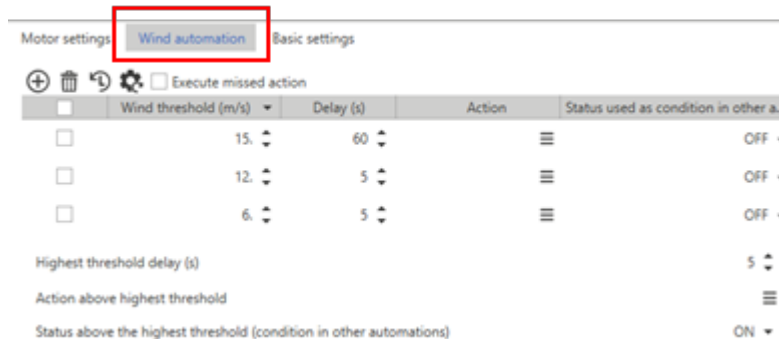 Motor settings Wind automation Basic settings
Execute missed action
Wind threshold (m/s) Delay (s) Action Status used as condition in other a..
15. 60 OFF
12. 5 OFF
6. 5 OFF
Highest threshold delay (s) 5
Action above highest threshold
Status above the highest threshold (condition in other automations) ON